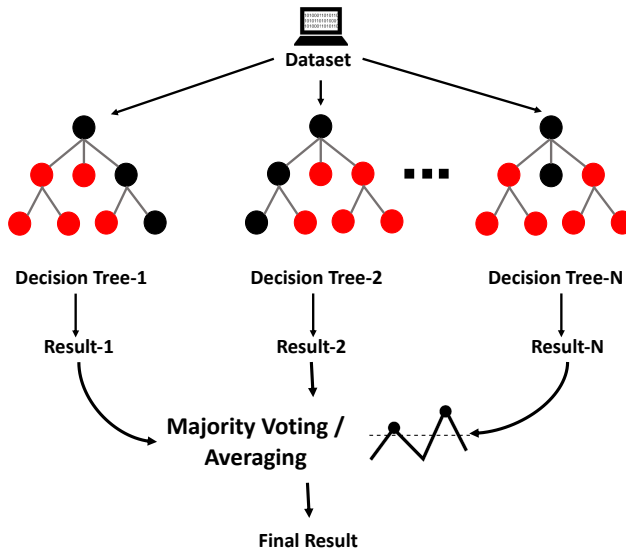 Dataset
Decision Tree-1
Decision Tree-2
Decision Tree-N
Result-1
Result-2
Result-N
Majority Voting /
Averaging
Final Result